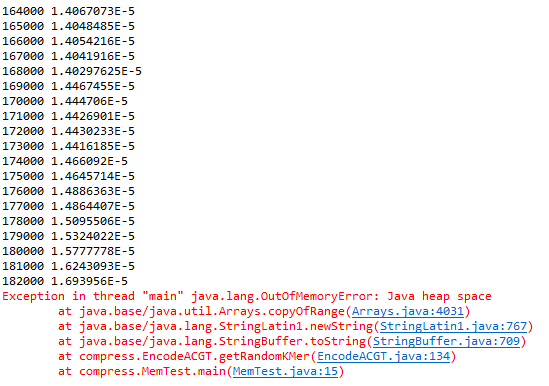 164000 1.4067073E-5
165000 1.4048485E-5
166000 1.4054216E-5
167000 1.4041916E-5
168000 1.40297625E-5
169000 1.4467455E-5
170000 1.444706E-5
171000 1.4426901E-5
172000 1.4430233E-5
173000 1.4416185E-5
174000 1.466092E-5
175000 1.4645714E-5
176000 1.4886363E-5
177000 1.4864407E-5
178000 1.5095506E-5
179000 1.5324022E-5
180000 1.5777778E-5
181000 1.6243093E-5
182000 1.693956E-5
Exception in thread "main" java.lang.OutOfMemoryError: Java heap space
at java.base/java.util.Arrays.copyOfRange(Arrays.java:4031)
at java.base/java.lang.StringLatin1.newString(StringLatin1.java:767)
at java.base/java.lang.StringBuffer.toString(StringBuffer.java:709)
at compress.EncodeACGT.getRandomKMer(EncodeACGT.java:134)
at compress.MemTest.main(MemTest.java:15)